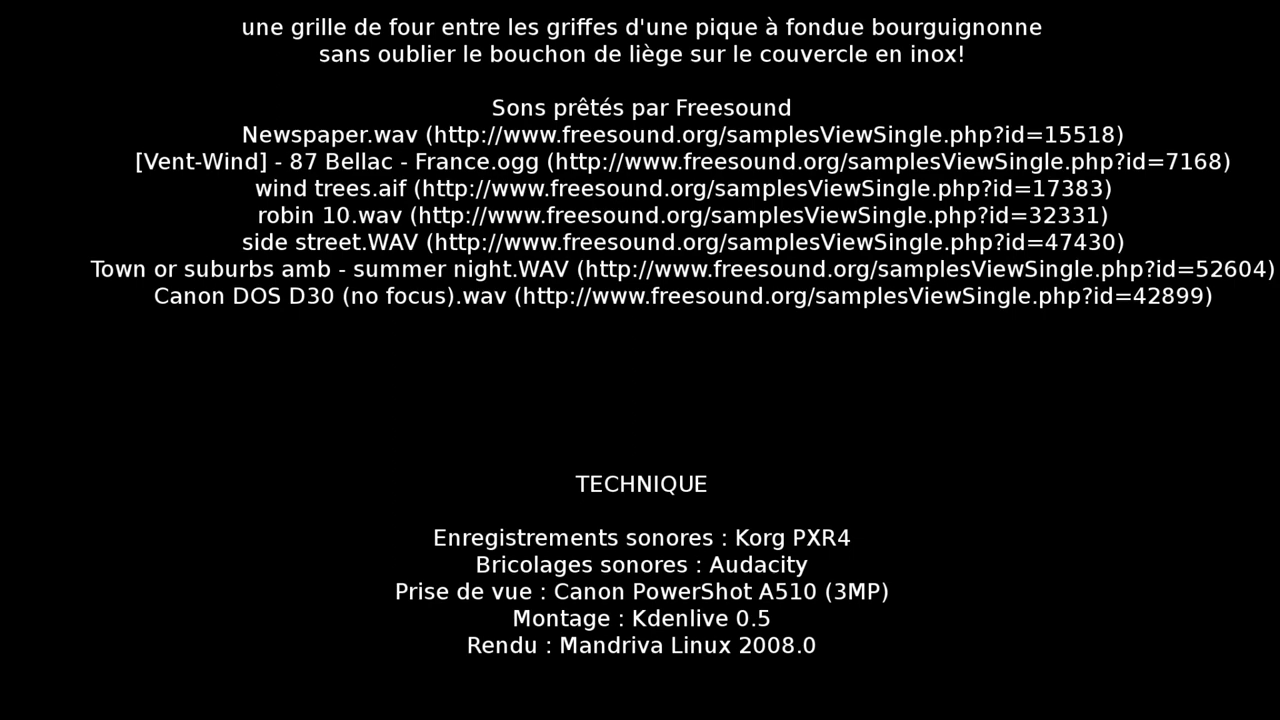 une grille de four entre les griffes d'une pique à fondue bourguignonne
sans oublier le bouchon de liège sur le couvercle en inox!
Sons prêtés par Freesound
Newspaper.wav (http://www.freesound.org/samplesViewSingle.php?id=15518)
[Vent-Wind] - 87 Bellac - France.ogg (http://www.freesound.org/samplesViewSingle.php?id=7168)
wind trees.aif (http://www.freesound.org/samplesViewSingle.php?id=17383)
robin 10.wav (http://www.freesound.org/samplesViewSingle.php?id=32331)
side street.WAV (http://www.freesound.org/samplesViewSingle.php?id=47430)
Town or suburbs amb - summer night.WAV (http://www.freesound.org/samplesViewSingle.php?id=52604)
Canon DOS D30 (no focus).wav (http://www.freesound.org/samplesViewSingle.php?id=42899)
TECHNIQUE
Enregistrements sonores : Korg PXR4
Bricolages sonores : Audacity
Prise de vue : Canon PowerShot A510 (3MP)
Montage : Kdenlive 0.5
Rendu : Mandriva Linux 2008.0